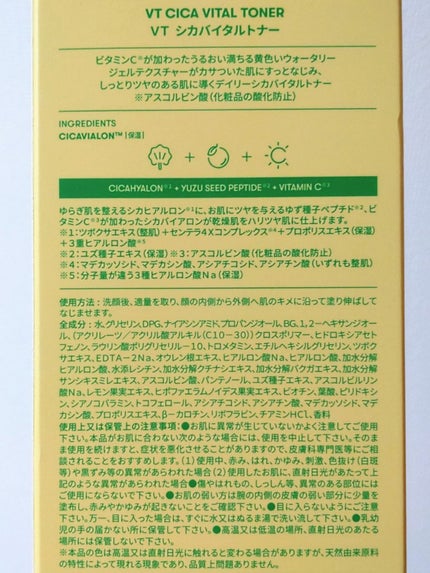 VT CICA VITAL TONER
VT シカバイタルトナー
ビタミンC※が加わったうるおい満ちる黄色いウォータリー
ジェルテクスチャーがカサついた肌にすっとなじみ、
しっとりツヤのある肌に導くデイリーシカバイタルトナー
※アスコルビン酸(化粧品の酸化防止)
INGREDIENTS
CICAVIALON™ [保湿]
+ +
CICAHYALON※1 + YUZU SEED PEPTIDE※2 + VITAMIN C※3
ゆらぎ肌を整えるシカヒアルロン※1に、お肌にツヤを与えるゆず種子ペプチド※2、ビ
タミンC※3が加わったシカバイアロンが乾燥肌をハリツヤ肌に仕上げます。
※1：ツボクサエキス(整肌)＋センテラ4Xコンプレックス※4＋プロポリスエキス(保湿)
＋3重ヒアルロン酸※5
※2：ユズ種子エキス(保湿)※3：アスコルビン酸(化粧品の酸化防止)
※4：マデカッソシド、マデカシン酸、アシアチコシド、アシアチン酸(いずれも整肌)
※5：分子量が違う3種ヒアルロン酸Na(保湿)
使用方法：洗顔後、適量を取り、顔の内側から外側へ肌のキメに沿って塗り伸ばして
なじませます。
全成分：水、グリセリン、DPG、ナイアシンアミド、プロパンジオール、BG、1,2-ヘキサンジオー
ル、(アクリレーツ/アクリル酸アルキル(C10-30))クロスポリマー、ヒドロキシアセト
フェノン、ラウリン酸ポリグリセリル-10、トロメタミン、エチルヘキシルグリセリン、ツボク
サエキス、EDTA-2Na、オウレン根エキス、ヒアルロン酸Na、ヒアルロン酸、加水分解
ヒアルロン酸、水添レシチン、加水分解クチナシエキス、加水分解バクガエキス、加水分解
サンシキスミレエキス、アスコルビン酸、パンテノール、ユズ種子エキス、アスコルビルリン
酸Na、レモン果実エキス、ヒポファエラムノイデス果実エキス、ビオチン、葉酸、ピリドキシ
ン、シアノコバラミン、トコフェロール、アシアチコシド、アシアチン酸、マデカッソシド、マデ
カシン酸、プロポリスエキス、β-カロチン、リボフラビン、チアミンHCl、香料
使用上又は保管上の注意事項：●お肌に異常が生じていないかよく注意してご使用
下さい。本品がお肌に合わない次のような場合には、使用を中止して下さい。そのま
ま使用を続けますと、症状を悪化させることがありますので、皮膚科専門医等にご相
談されることをおすすめします。(1)使用中、赤み、はれ、かゆみ、刺激、色抜け(白斑
等)や黒ずみ等の異常があらわれた場合(2)使用したお肌に、直射日光があたって上
記のような異常があらわれた場合●傷やはれもの、しっしん等、異常のある部位には
ご使用にならないで下さい。●お肌の弱い方は腕の内側の皮膚の弱い部分に少量を
塗布し、赤みやかゆみが起きないことをご確認下さい。●目に入らないようにご注意
下さい。万一、目に入った場合は、すぐに水又はぬるま湯で洗い流して下さい。●乳幼
児の手の届かない所に保管して下さい。●高温又は低温の場所、直射日光のあたる
場所には保管しないで下さい。
※本品の色は高温又は直射日光に触れると変わる場合がありますが、天然由来原料
の特性によって現れる現象であり、品質上問題ありません。